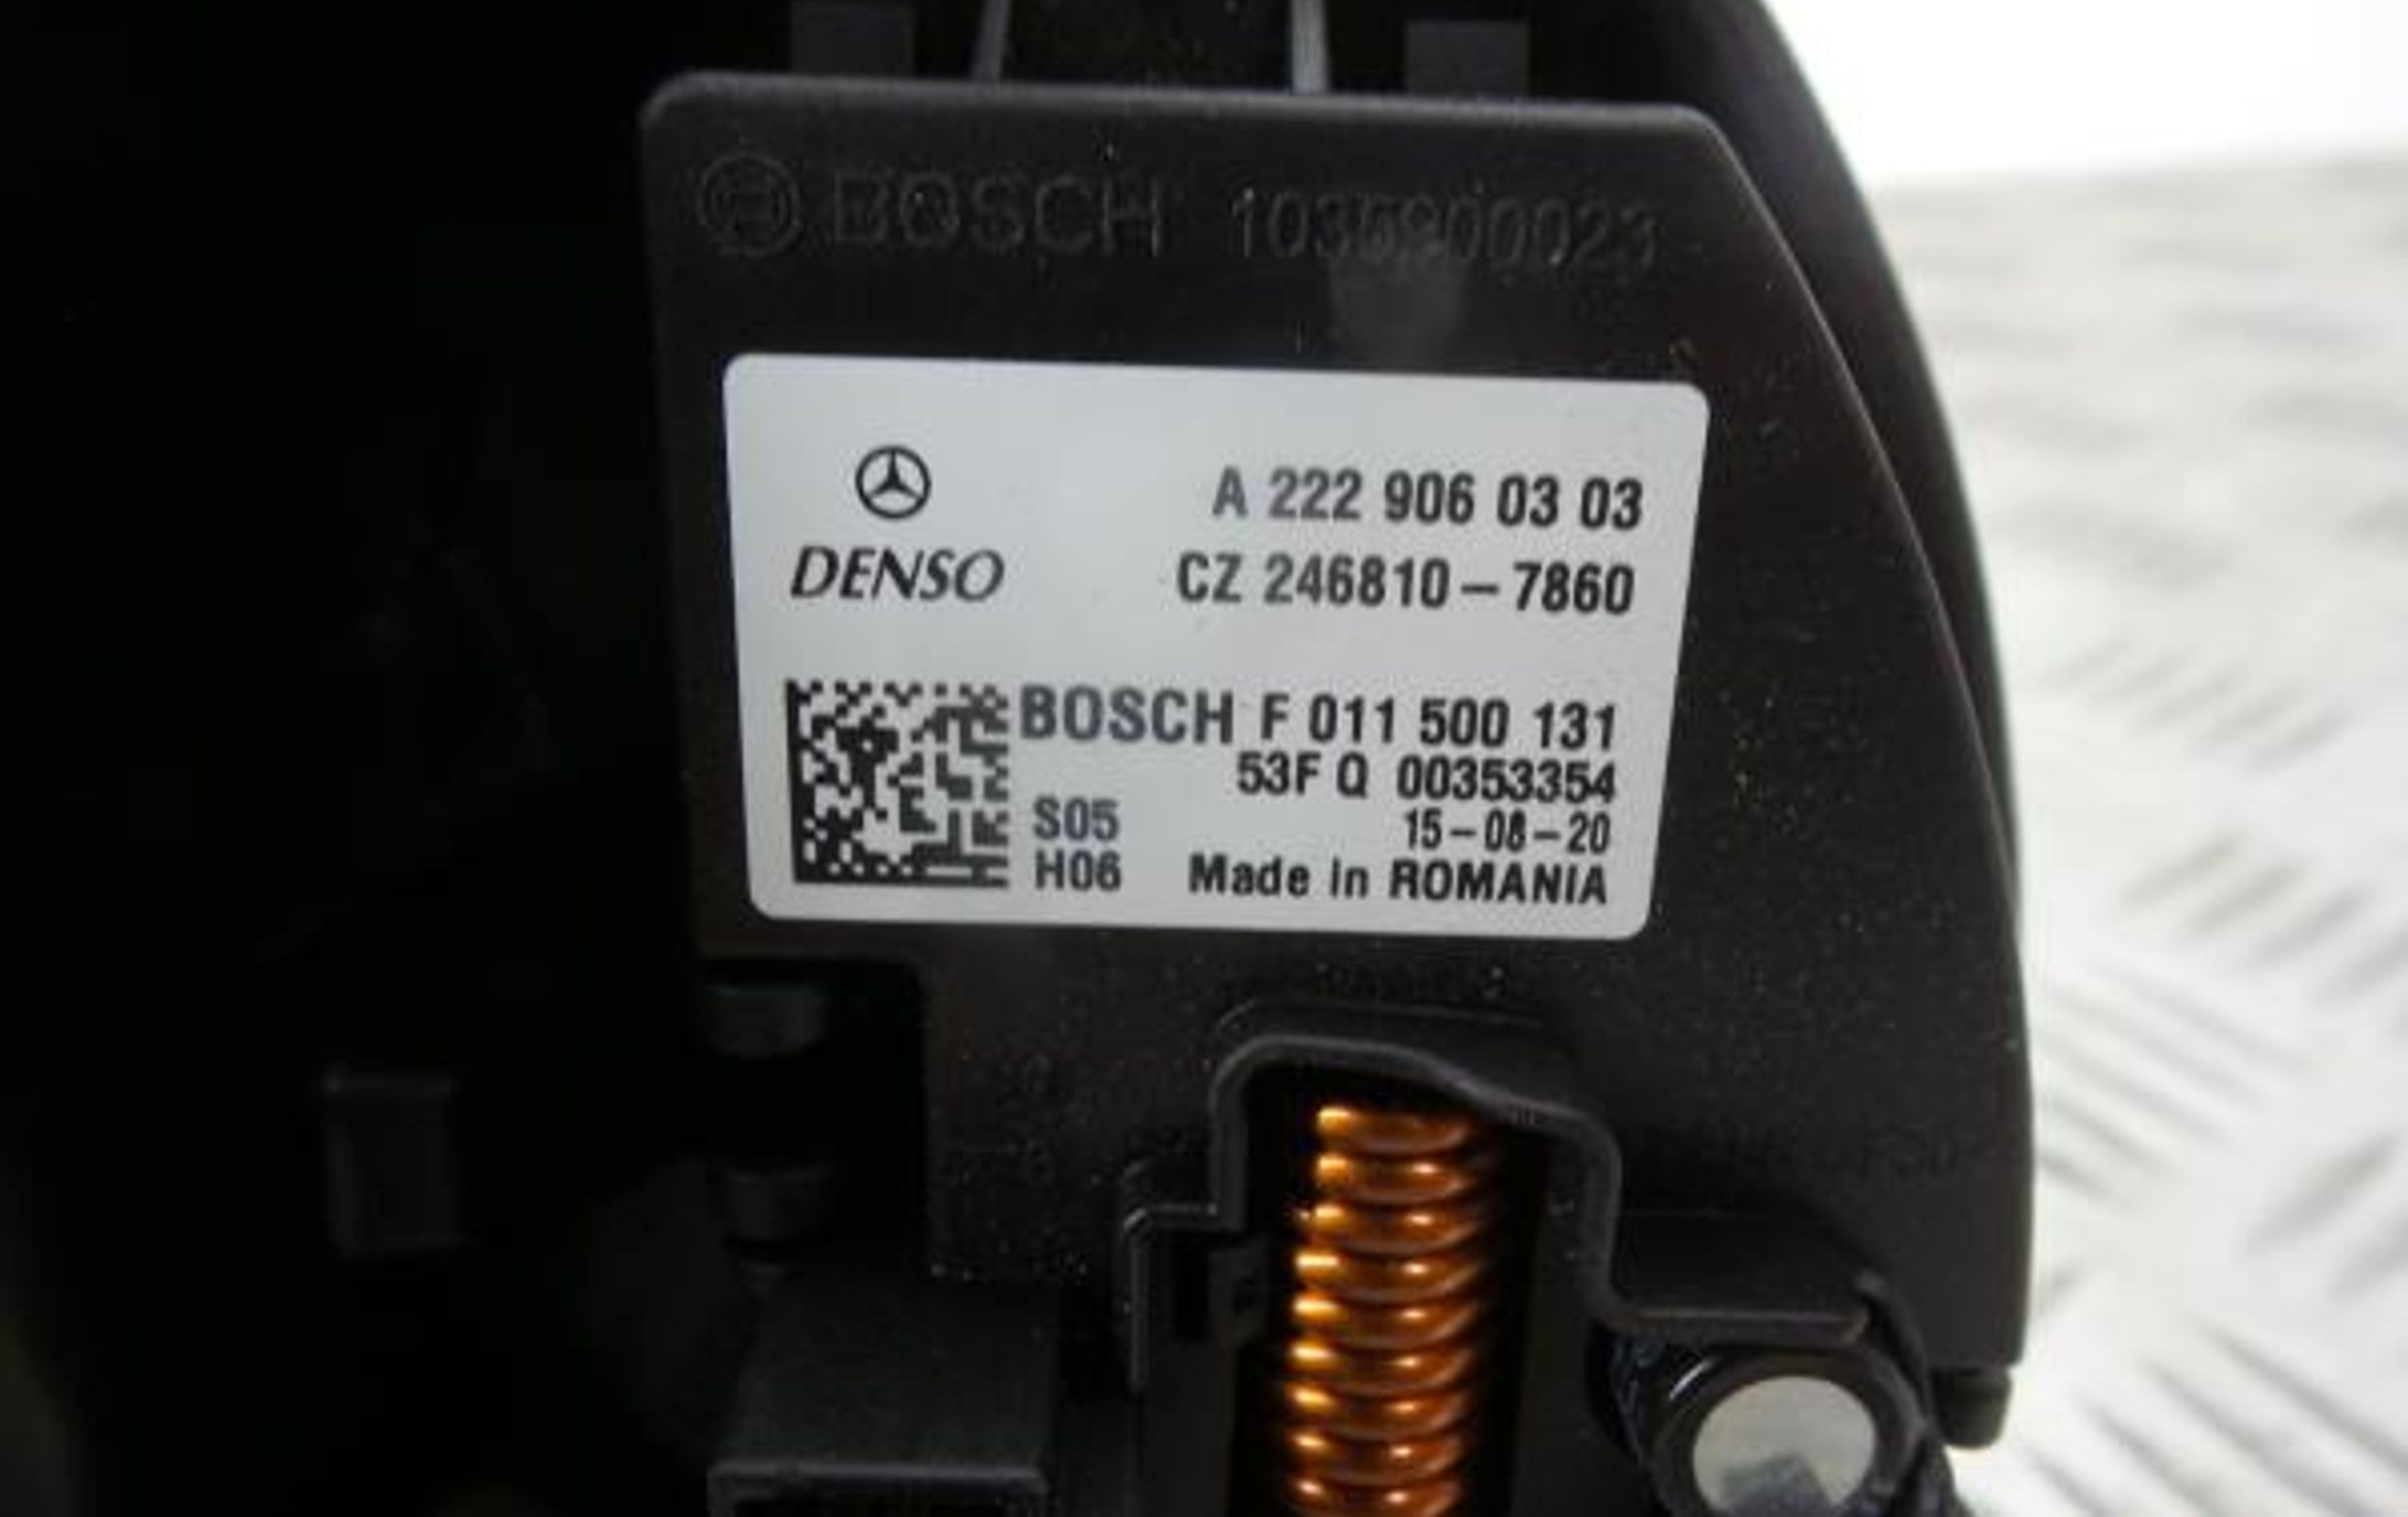 BOSCH 1035900023
A 222 906 03 03
DENSO CZ 246810-7860
BOSCH F 011 500 131
53F Q 00353354
S05 15-08-20
H06 Made in ROMANIA